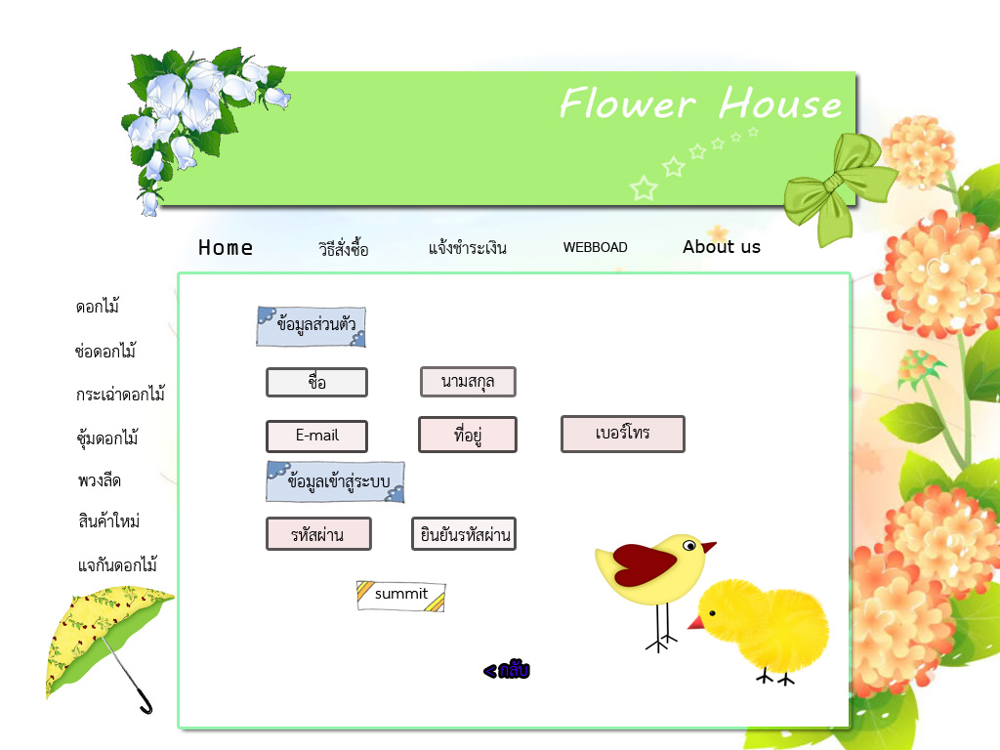 Flower House
Home วิธีสั่งซื้อ แจ้งชำระเงิน WEBBOAD About us
ดอกไม้
ช่อดอกไม้
กระเฉ่าดอกไม้
ซุ้มดอกไม้
พวงลีด
สินค้าใหม่
แจกันดอกไม้
ข้อมูลส่วนตัว
ชื่อ นามสกุล
E-mail ที่อยู่ เบอร์โทร
ข้อมูลเข้าสู่ระบบ
รหัสผ่าน ยินยันรหัสผ่าน
summit
< กลับ